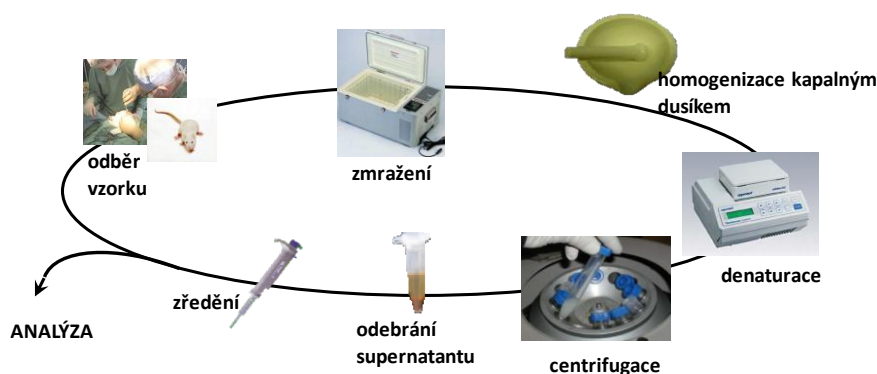 odběr
vzorku
zmražení
homogenizace kapalným
dusíkem
denaturace
centrifugace
odebrání
supernatantu
zředění
ANALÝZA